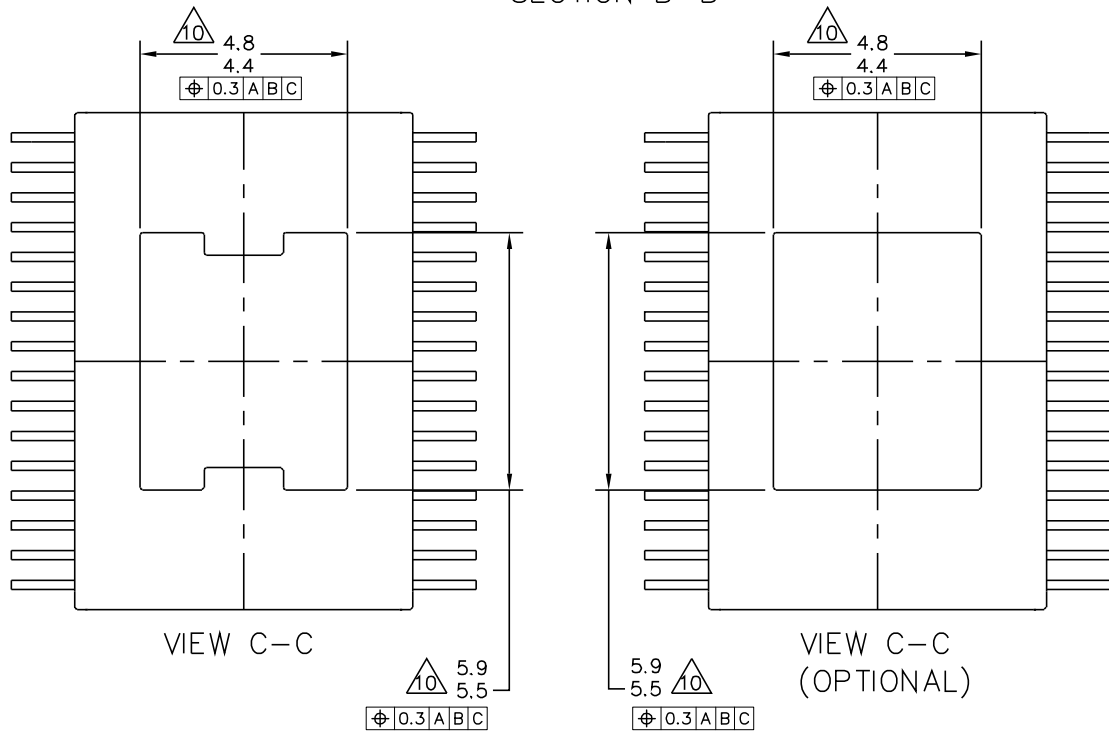 10 4.8
4.4
⌖ 0.3 A B C
10 4.8
4.4
⌖ 0.3 A B C
VIEW C-C
10 5.9
5.5
⌖ 0.3 A B C
5.9
5.5 10
⌖ 0.3 A B C
VIEW C-C
(OPTIONAL)